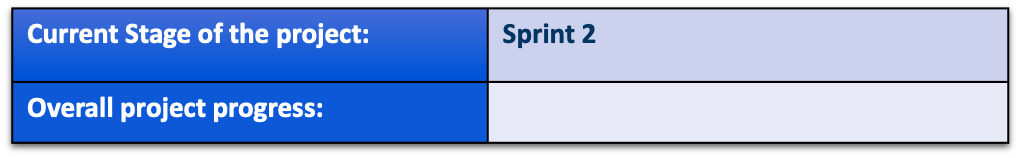 Current Stage of the project:
Sprint 2
Overall project progress: